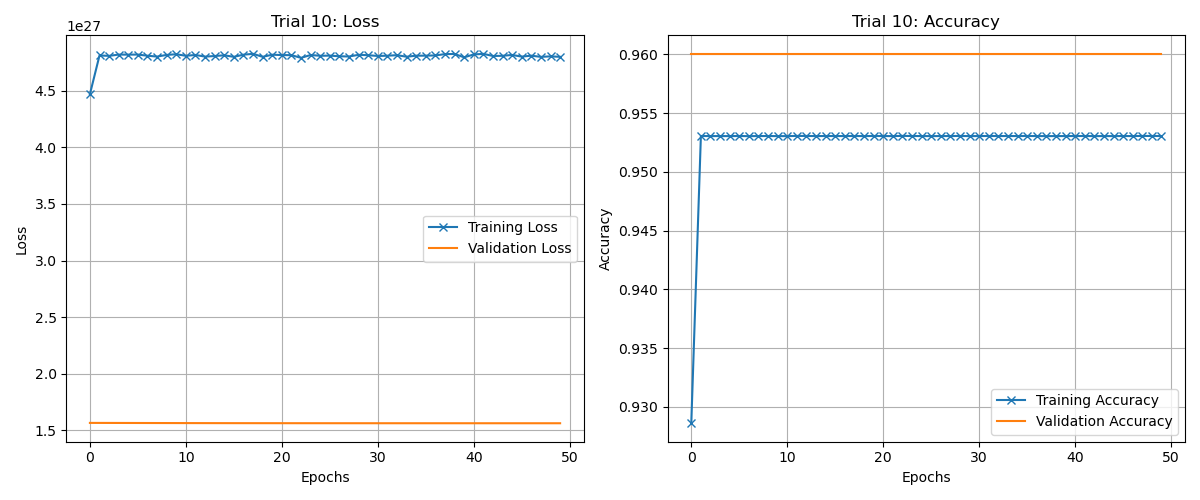 Trial 10: Loss
1e27
4.5
4.0
3.5
3.0
2.5
2.0
1.5
Loss
Training Loss
Validation Loss
0 10 20 30 40 50
Epochs
Trial 10: Accuracy
0.960
0.955
0.950
0.945
0.940
0.935
0.930
Accuracy
Training Accuracy
Validation Accuracy
0 10 20 30 40 50
Epochs